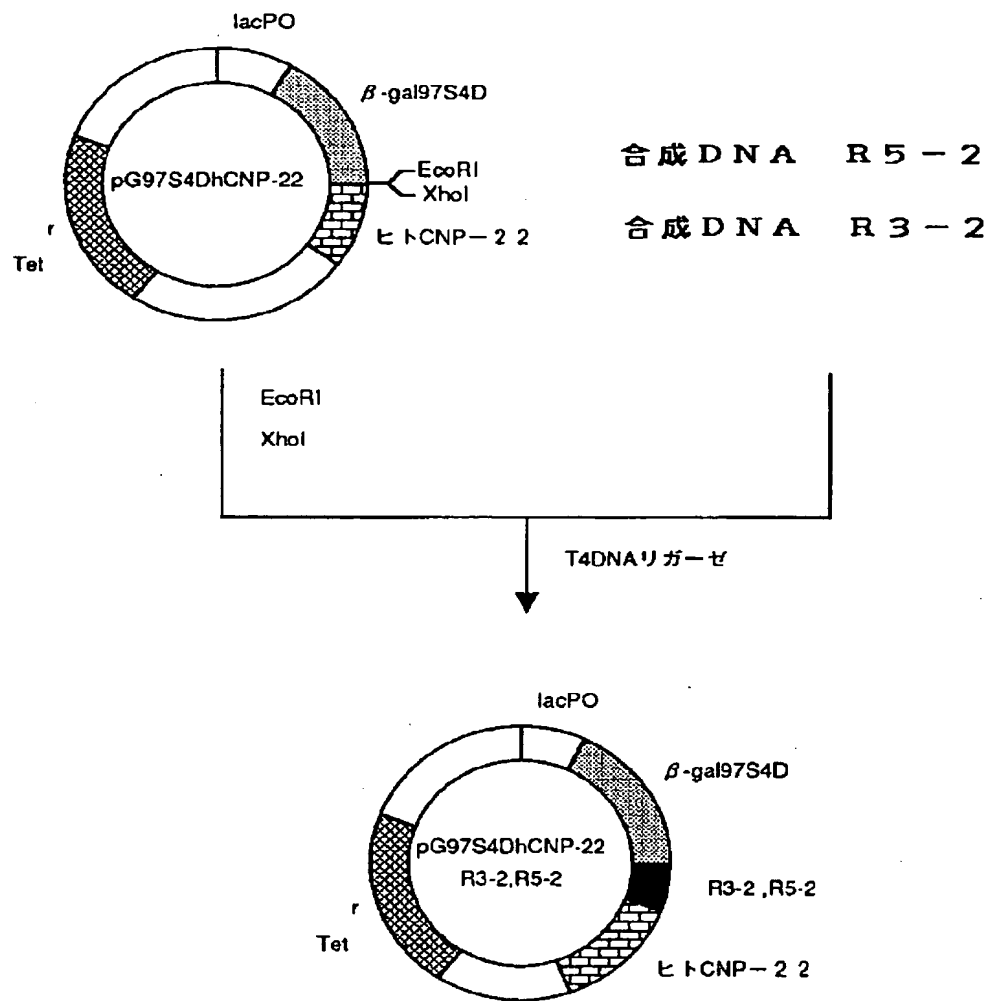 lacPO
β-gal97S4D
pG97S4DhCNP-22
EcoRI
XhoI
ヒトCNP-22
r
Tet
合成DNA R5-2
合成DNA R3-2
EcoRI
XhoI
T4DNAリガーゼ
lacPO
β-gal97S4D
pG97S4DhCNP-22
R3-2,R5-2
R3-2,R5-2
r
Tet
ヒトCNP-22